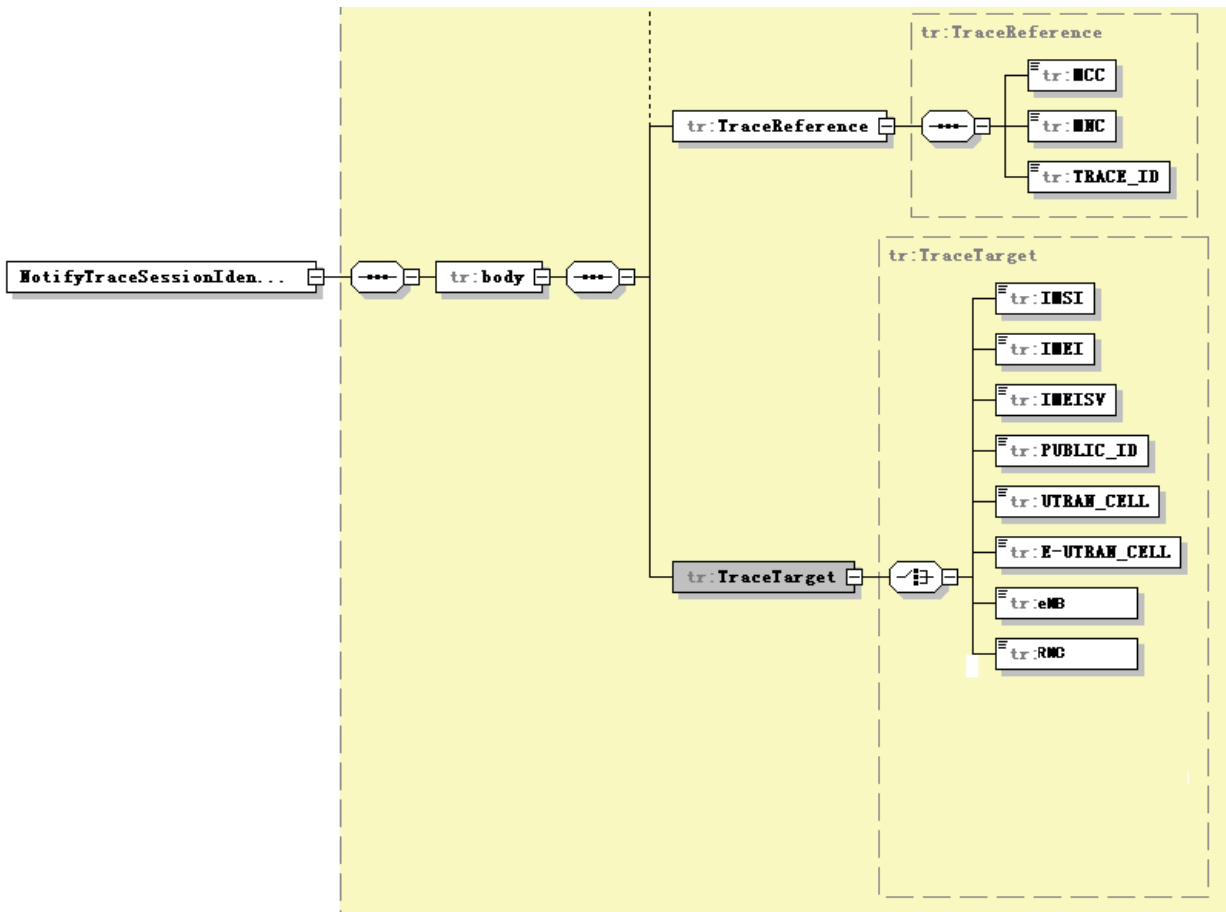 tr:TraceReference
tr:MCC
tr:TraceReference
tr:MNC
tr:TRACE_ID
tr:TraceTarget
NotifyTraceSessionIden...
tr:body
tr:IMSI
tr:IMEI
tr:IMEISV
tr:PUBLIC_ID
tr:UTRAN_CELL
tr:E-UTRAN_CELL
tr:TraceTarget
tr:eNB
tr:RNC